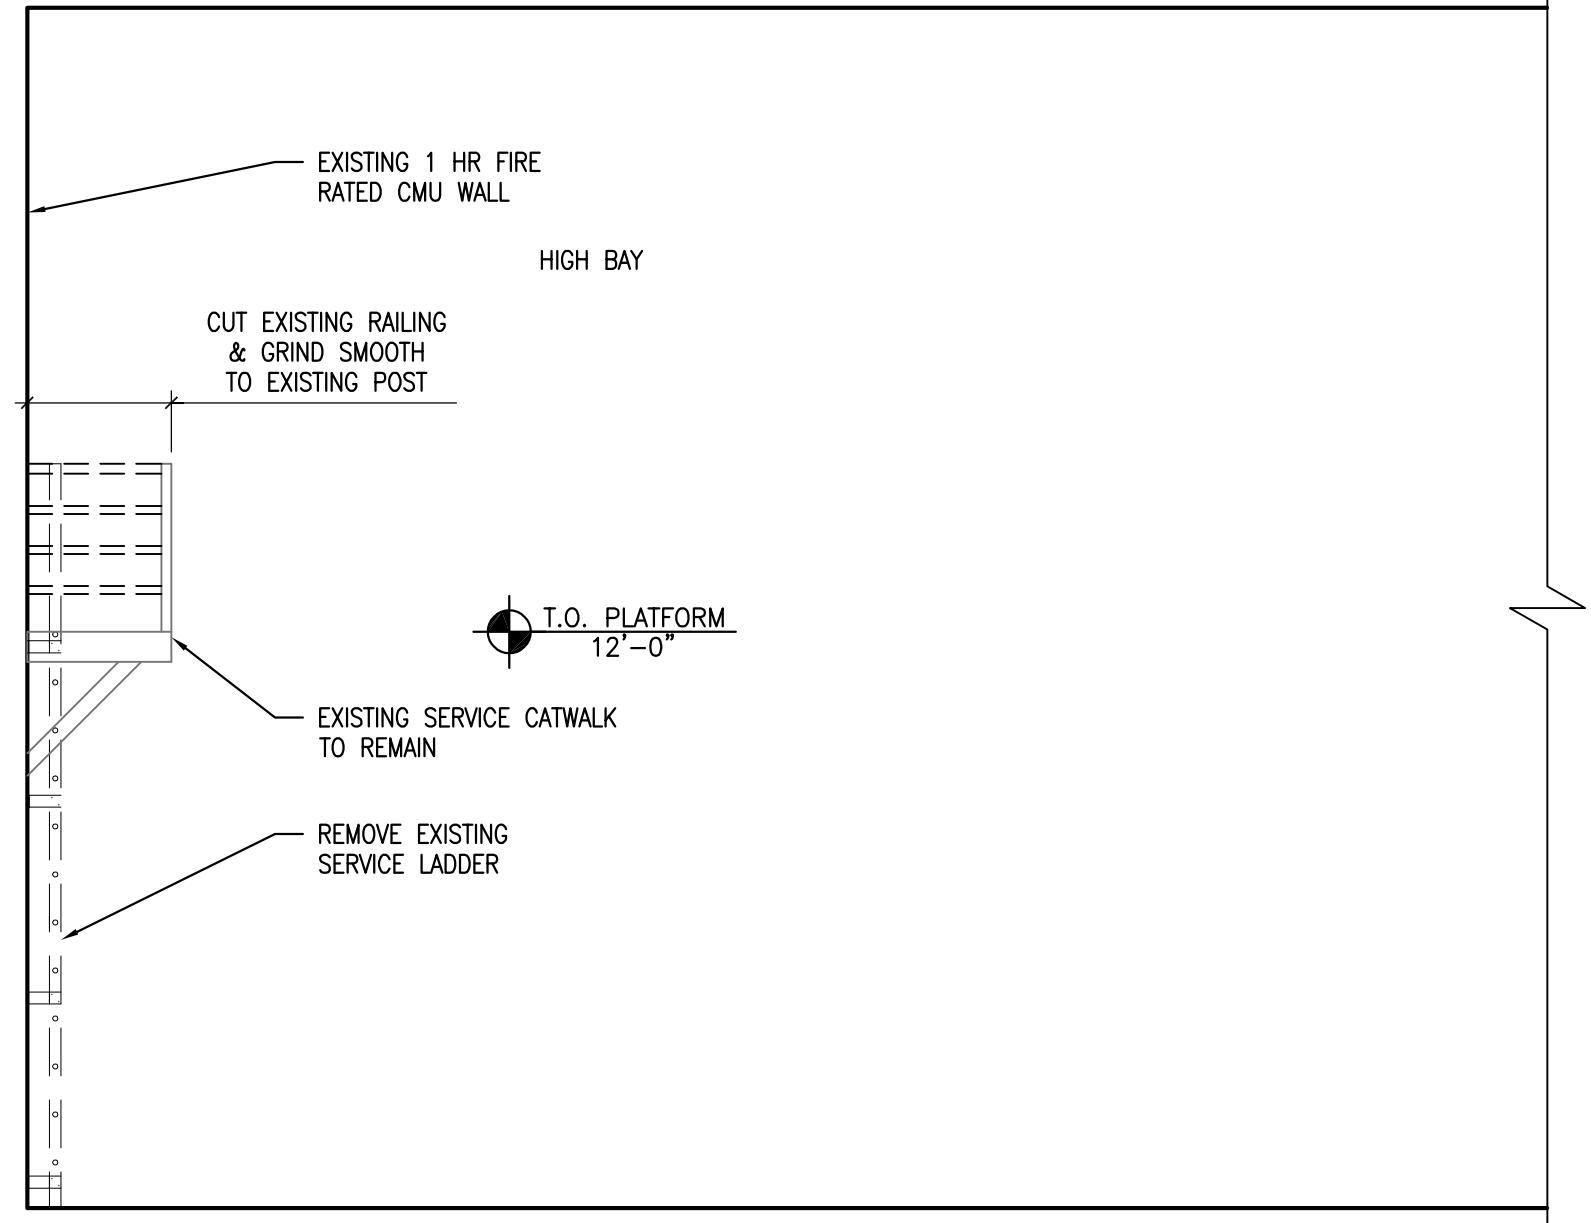 EXISTING 1 HR FIRE
RATED CMU WALL
HIGH BAY
CUT EXISTING RAILING
& GRIND SMOOTH
TO EXISTING POST
T.O. PLATFORM
12'-0"
EXISTING SERVICE CATWALK
TO REMAIN
REMOVE EXISTING
SERVICE LADDER